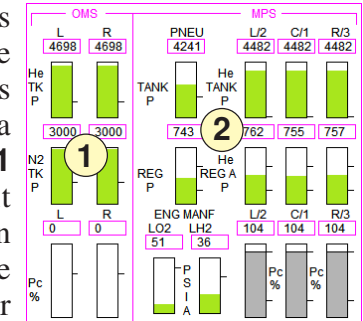 s
e
s
a
1
t
n
e
r
OMS
L R
4698 4698
He
TK
P
3000 3000
1
N2
TK
P
L R
0 0
Pc
%
MPS
PNEU L/2 C/1 R/3
4241 4482 4482 4482
TANK
P
He
TANK
P
743 2 762 755 757
REG
P
He
REG A
P
ENG MANF
LO2 LH2
51 36
P
S
I
A
L/2 C/1 R/3
104 104 104
Pc
%
Pc
%